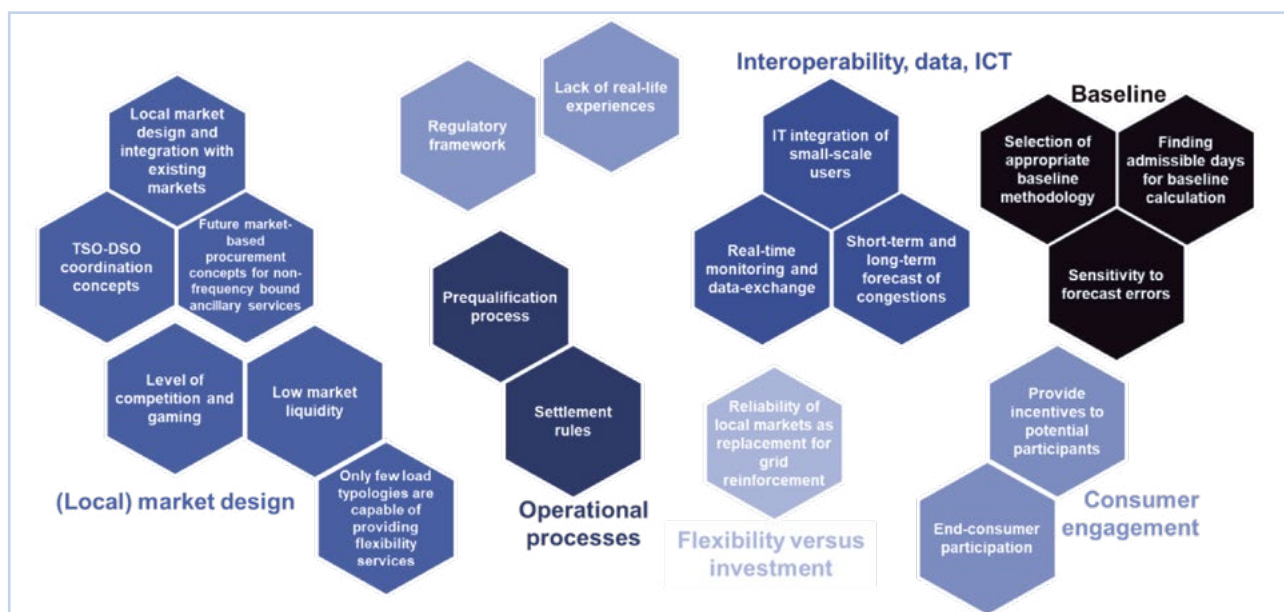 Local market
design and
integration with
existing
markets
TSO-DSO
coordination
concepts
Future market-
based
procurement
concepts for non-
frequency bound
ancillary services
Level of
competition and
gaming
Low market
liquidity
Only few load
typologies are
capable of
providing
flexibility
services
(Local) market design
Regulatory
framework
Lack of real-life
experiences
Prequalification
process
Settlement
rules
Operational
processes
Interoperability, data, ICT
IT integration of
small-scale
users
Real-time
monitoring and
data-exchange
Short-term and
long-term
forecast of
congestions
Reliability of
local markets as
replacement for
grid
reinforcement
Flexibility versus
investment
Baseline
Selection of
appropriate
baseline
methodology
Finding
admissible days
for baseline
calculation
Sensitivity to
forecast errors
Provide
incentives to
potential
participants
End-consumer
participation
Consumer
engagement